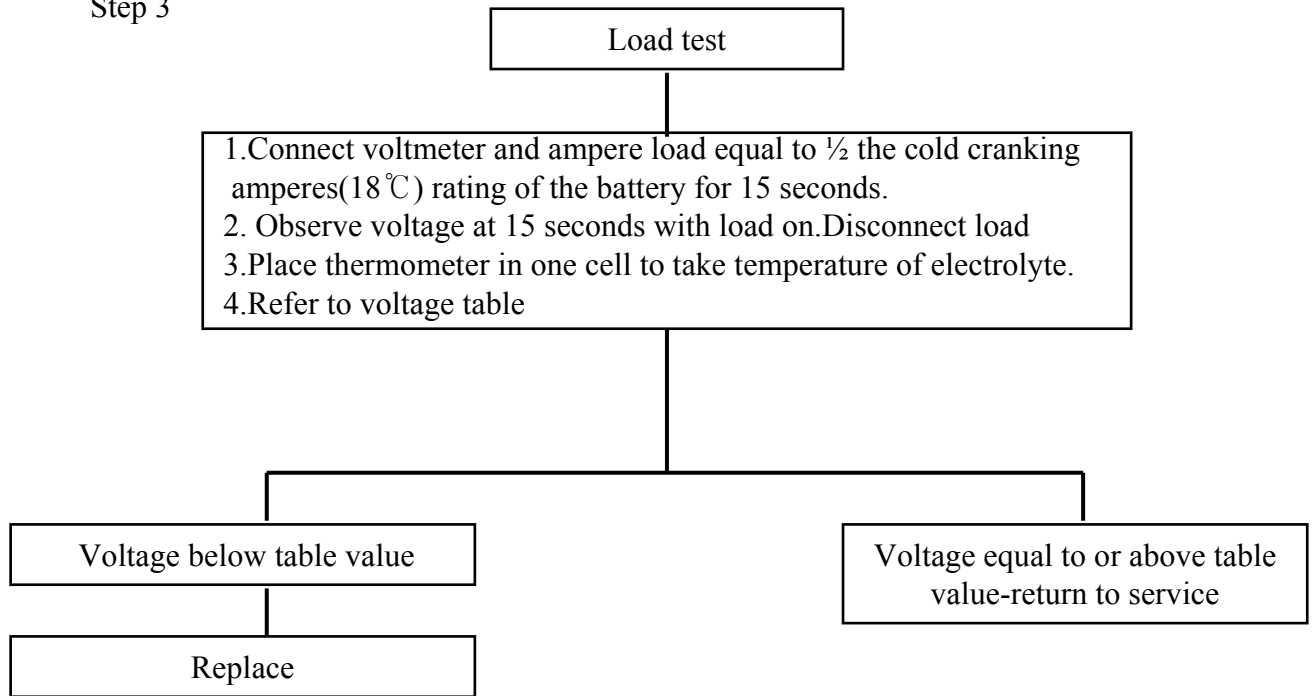 Step 3
Load test
1.Connect voltmeter and ampere load equal to ½ the cold cranking
amperes(18℃) rating of the battery for 15 seconds.
2. Observe voltage at 15 seconds with load on.Disconnect load
3.Place thermometer in one cell to take temperature of electrolyte.
4.Refer to voltage table
Voltage below table value
Voltage equal to or above table
value-return to service
Replace